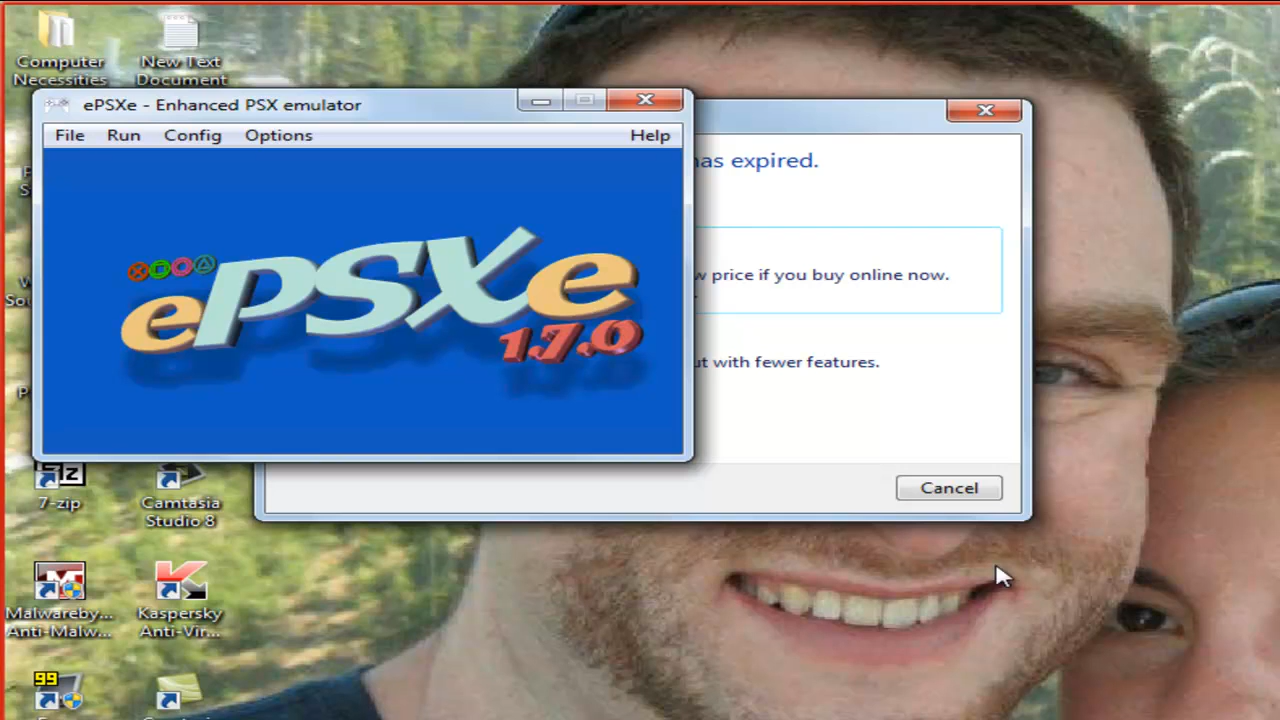 Computer
Necessities
New Text
Document
ePSXe - Enhanced PSX emulator
File Run Config Options Help
ePSXe
1.7.0
has expired.
price if you buy online now.
with fewer features.
Cancel
7-zip
Camtasia
Studio 8
Malwareby...
Anti-Malw...
Kaspersky
Anti-Vir...
99